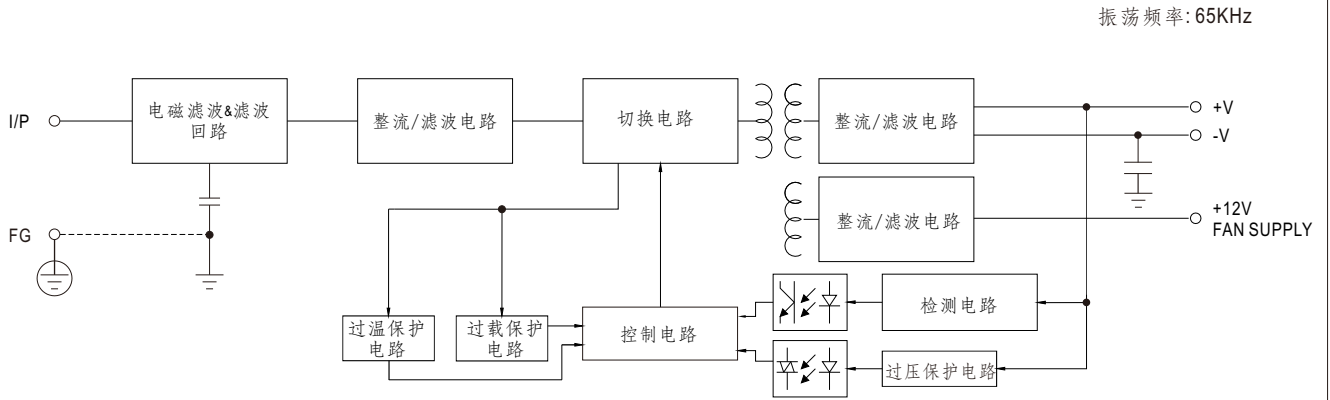 振荡频率: 65KHz
I/P
电磁滤波&滤波
回路
整流/滤波电路
切换电路
整流/滤波电路
+V
-V
FG
整流/滤波电路
+12V
FAN SUPPLY
过温保护
电路
过载保护
电路
控制电路
检测电路
过压保护电路